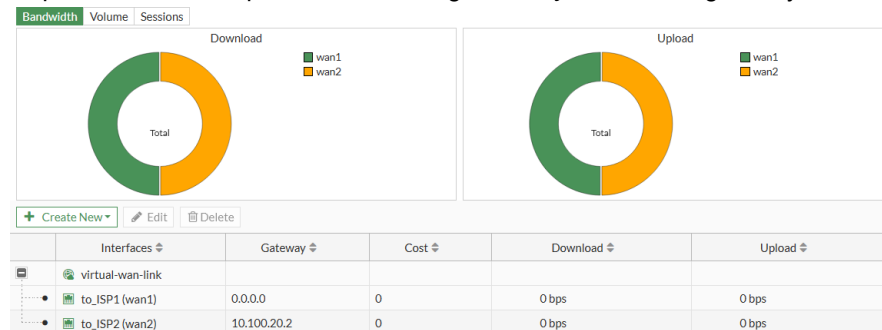 Bandwidth Volume Sessions
Download
wan1
wan2
Total
Upload
wan1
wan2
Total
Create New Edit Delete
Interfaces Gateway Cost Download Upload
virtual-wan-link
to_ISP1 (wan1) 0.0.0.0 0 0 bps 0 bps
to_ISP2 (wan2) 10.100.20.2 0 0 bps 0 bps